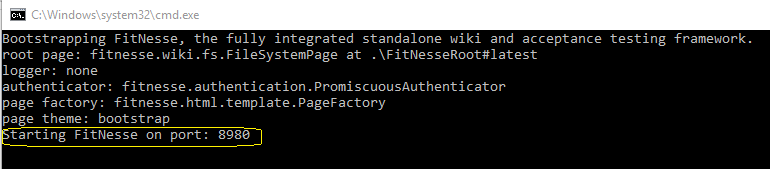 C:\Windows\system32\cmd.exe
Bootstrapping FitNesse, the fully integrated standalone wiki and acceptance testing framework.
root page: fitnesse.wiki.fs.FileSystemPage at .\FitNesseRoot#latest
logger: none
authenticator: fitnesse.authentication.PromiscuousAuthenticator
page factory: fitnesse.html.template.PageFactory
page theme: bootstrap
Starting FitNesse on port: 8980